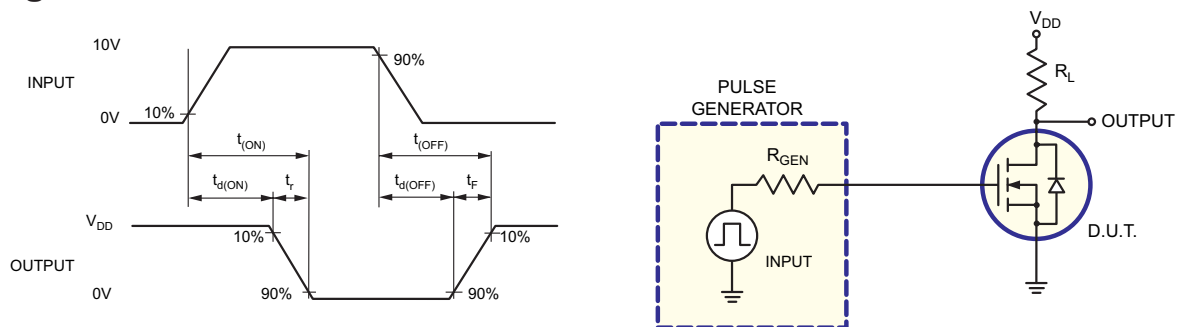 10V
INPUT
0V
10%
90%
t(ON)
t(OFF)
td(ON)
tr
td(OFF)
tF
VDD
10%
10%
OUTPUT
0V
90%
90%
VDD
RL
OUTPUT
PULSE
GENERATOR
RGEN
INPUT
D.U.T.